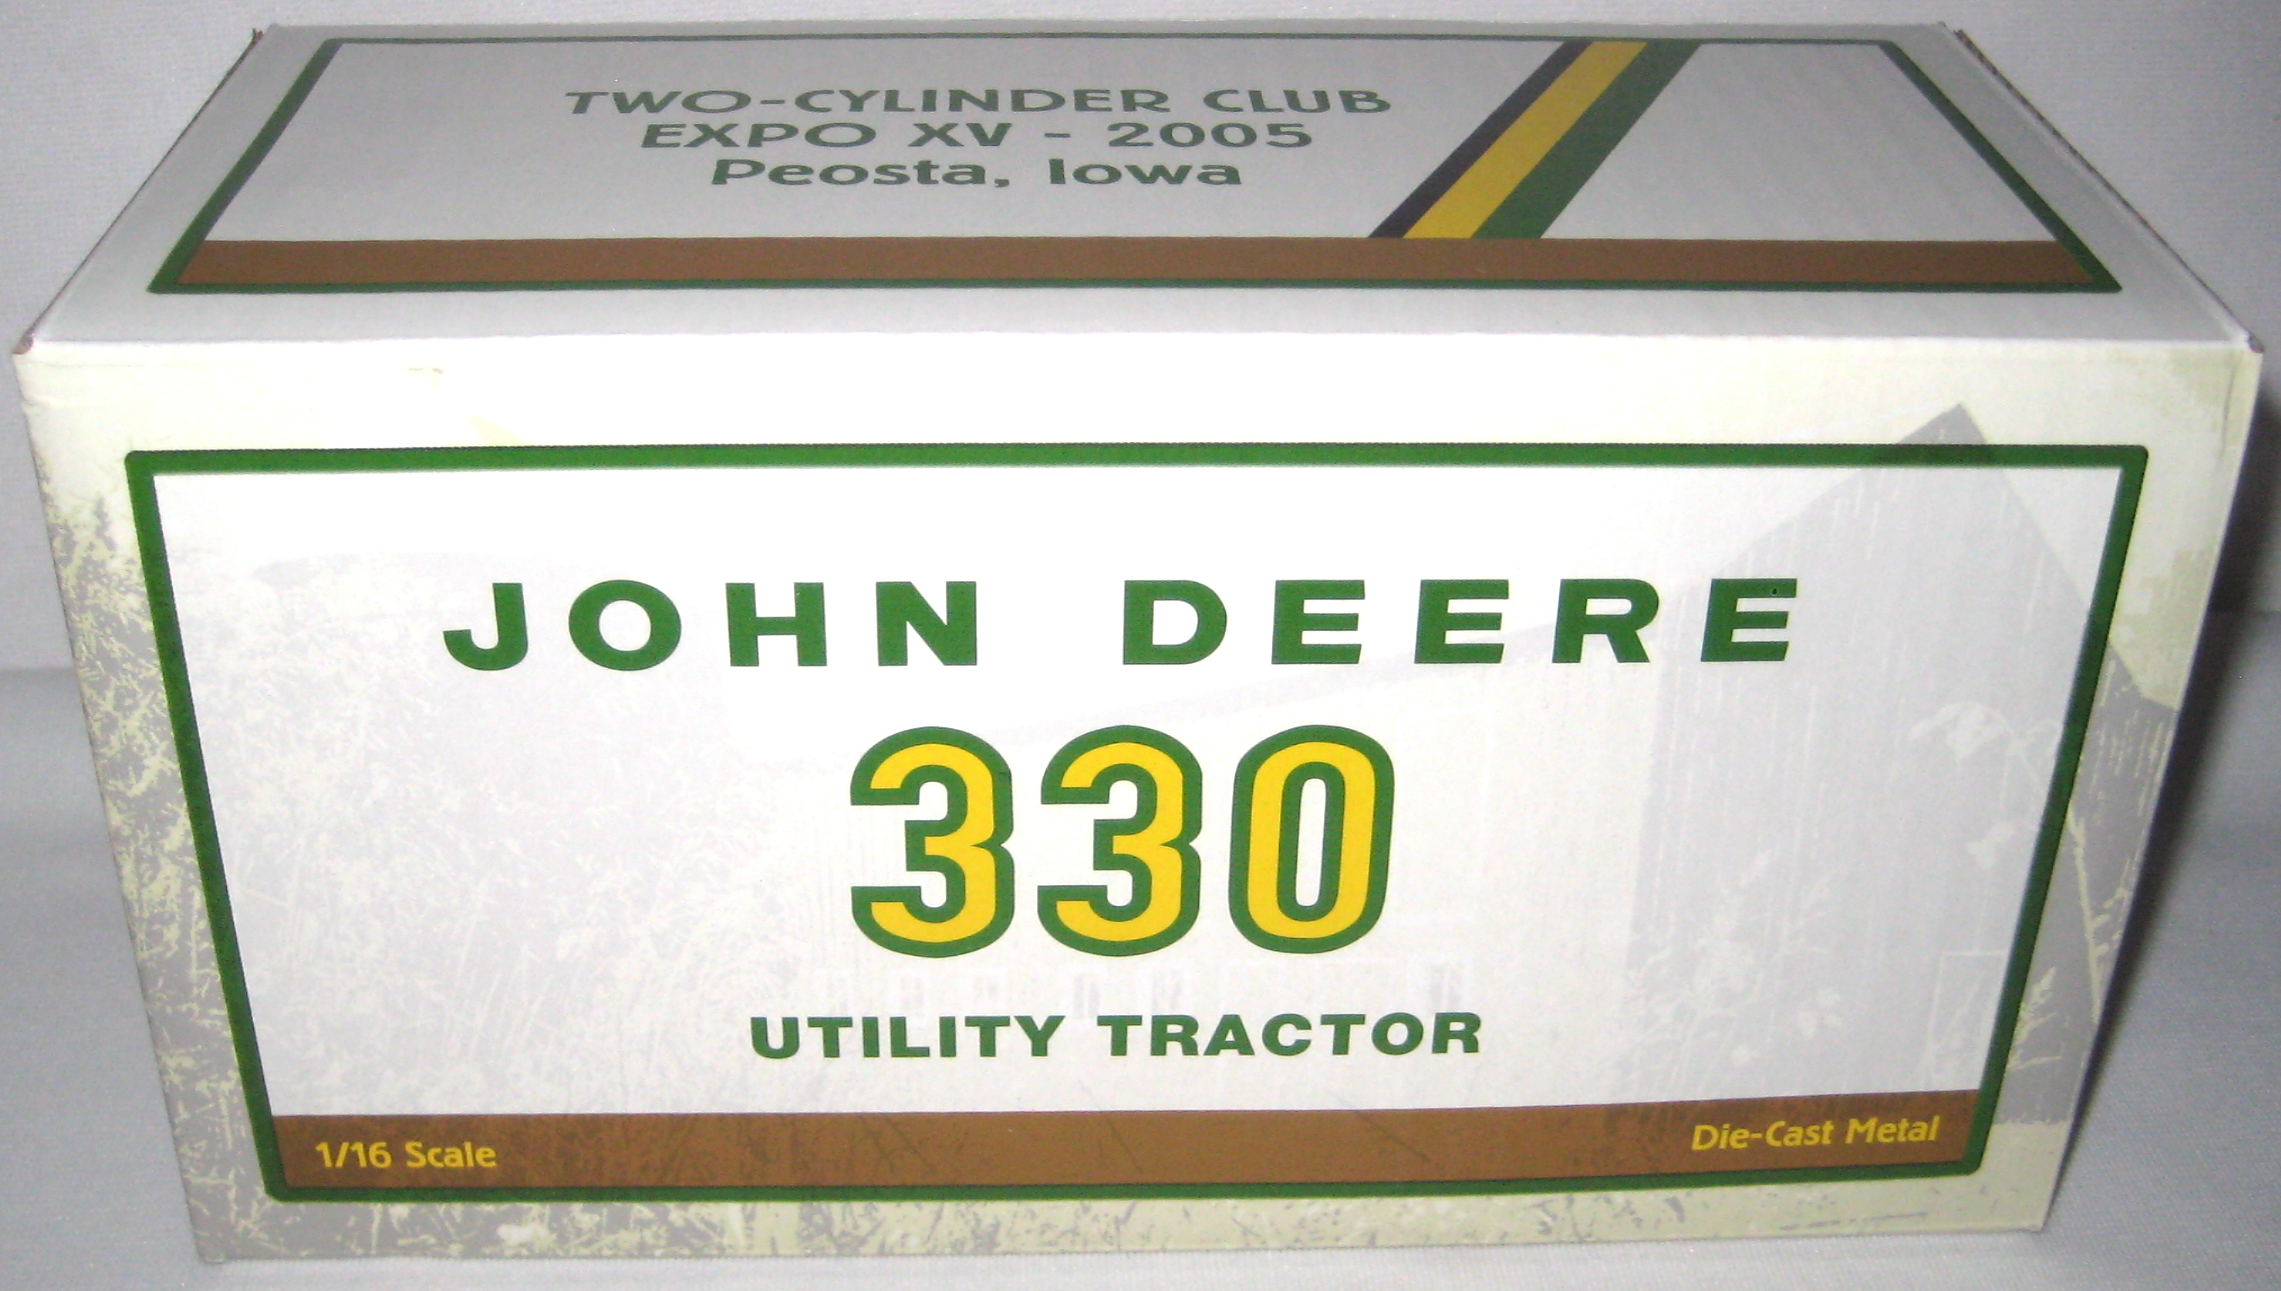 TWO-CYLINDER CLUB
EXPO XV - 2005
Peosta, Iowa
JOHN DEERE
330
UTILITY TRACTOR
1/16 Scale
Die-Cast Metal